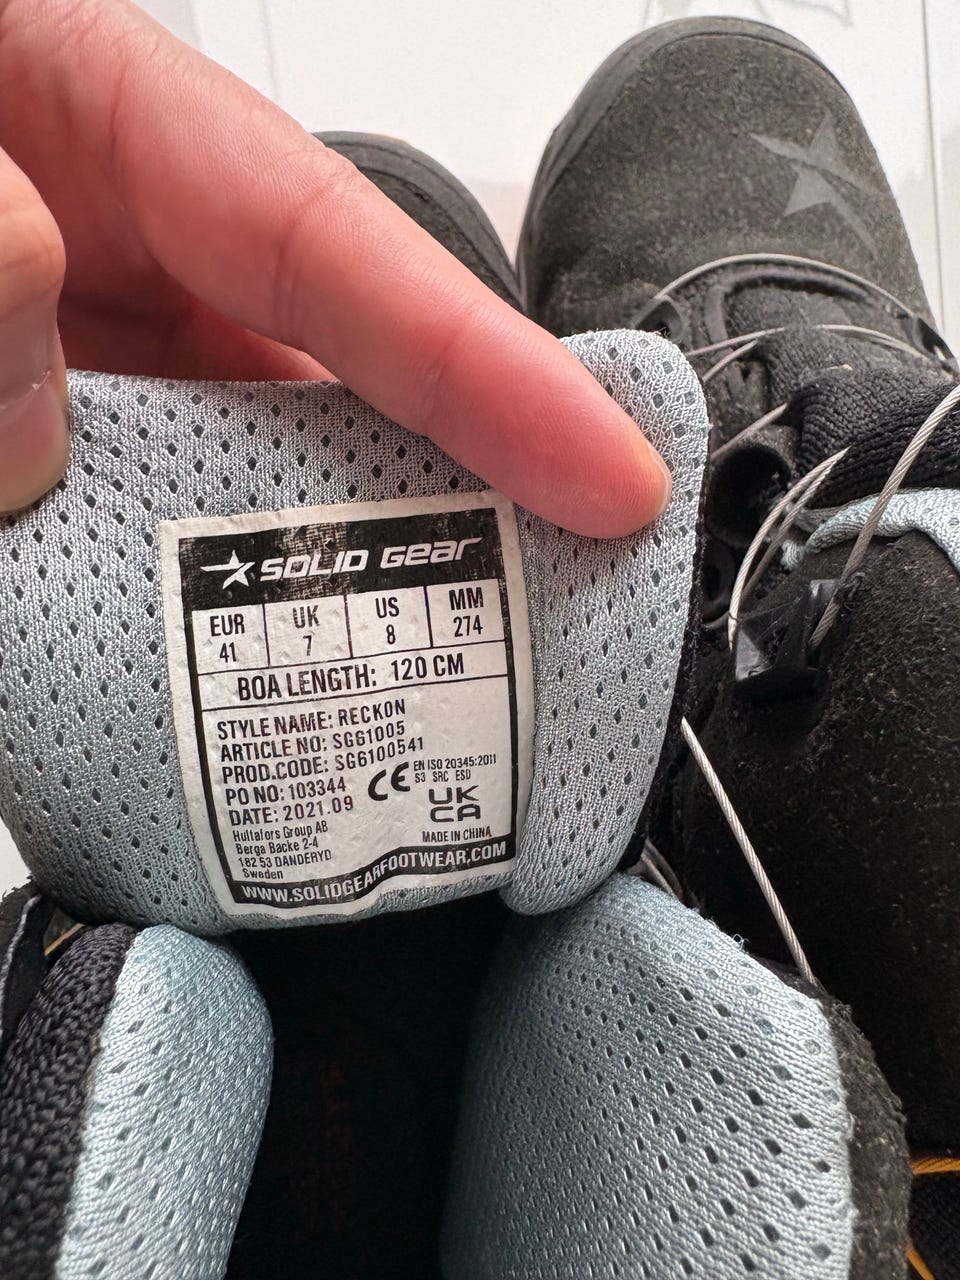 SOLID GEAR
EUR UK US MM
41 7 8 274
BOA LENGTH: 120 CM
STYLE NAME: RECKON
ARTICLE NO: SG61005
PROD.CODE: SG6100541
PO NO: 103344
DATE: 2021.09
Hultafors Group AB
Berga Backe 2-4
182 53 DANDERYD
Sweden
CE EN ISO 20345:2011
S3 SRC ESD
UK
CA
MADE IN CHINA
WWW.SOLIDGEARFOOTWEAR.COM